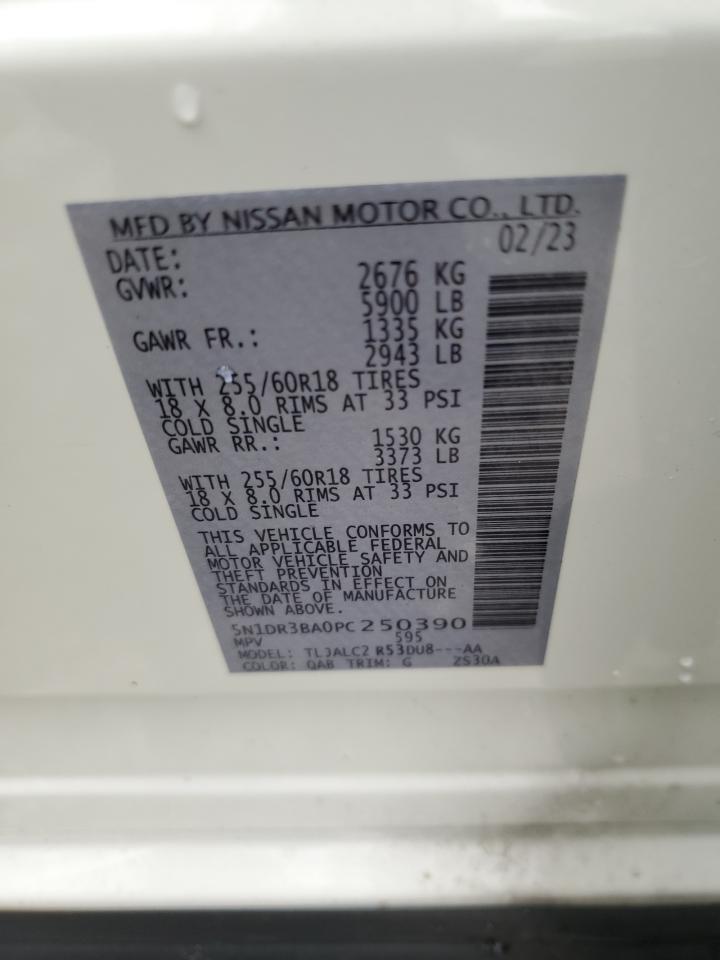 MFD BY NISSAN MOTOR CO., LTD.
DATE: 02/23
GVWR: 2676 KG
5900 LB
GAWR FR.: 1335 KG
2943 LB
WITH 255/60R18 TIRES
18 X 8.0 RIMS AT 33 PSI
COLD SINGLE
GAWR RR.: 1530 KG
3373 LB
WITH 255/60R18 TIRES
18 X 8.0 RIMS AT 33 PSI
COLD SINGLE
THIS VEHICLE CONFORMS TO
ALL APPLICABLE FEDERAL
MOTOR VEHICLE SAFETY AND
THEFT PREVENTION
STANDARDS IN EFFECT ON
THE DATE OF MANUFACTURE
SHOWN ABOVE.
5N1DR3BA0PC250390
MPV 595
MODEL: TLJALC2 R53DU8---AA
COLOR: QAB TRIM: G ZS30A